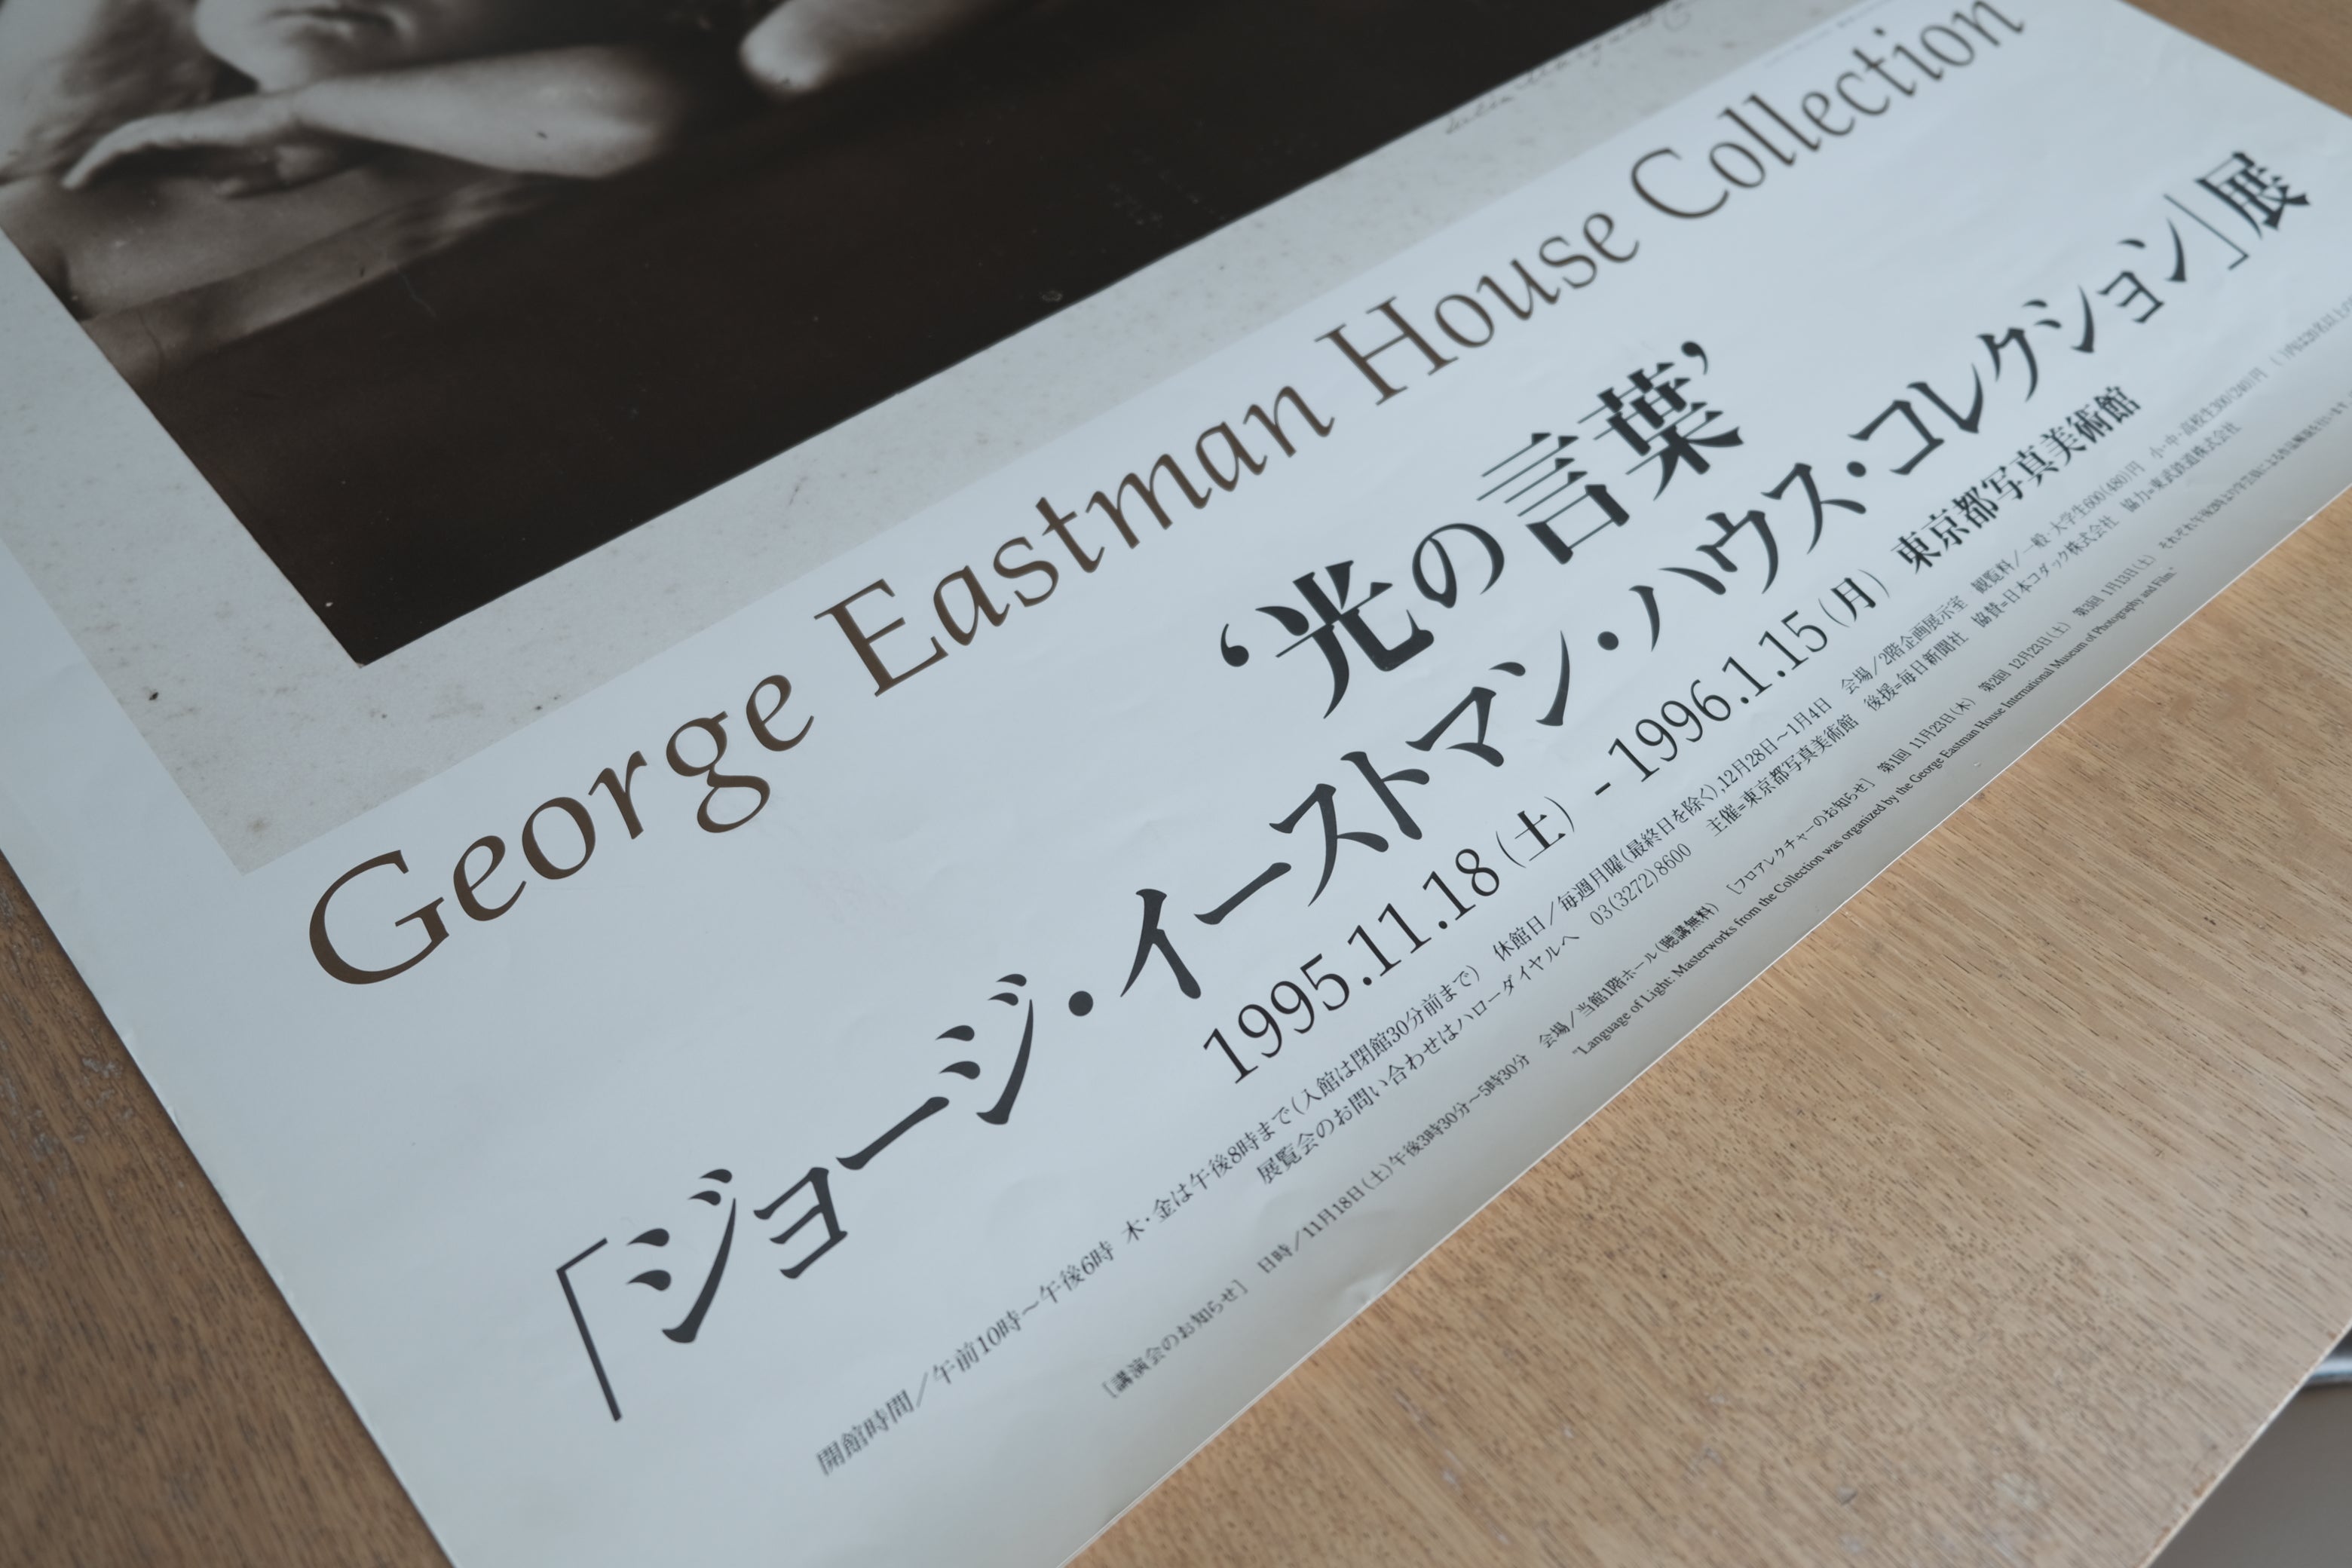 George Eastman House Collection
‘光の言葉’
「ジョージ・イーストマン・ハウス・コレクション」展
1995.11.18(土) - 1996.1.15(月) 東京都写真美術館
開館時間／午前10時〜午後6時 木・金は午後8時まで(入館は閉館30分前まで) 休館日／毎週月曜(最終日を除く),12月28日〜1月4日 会場／2階企画展示室 観覧料／一般・大学生600(480)円 小・中・高校生300(240)円
展覧会のお問い合わせはハローダイヤルへ 03(3272)8600 主催=東京都写真美術館 後援=毎日新聞社 協賛=日本コダック株式会社 協力=東武鉄道株式会社
[講演会のお知らせ] 日時／11月18日(土)午後3時30分〜5時30分 会場／当館1階ホール(聴講無料) [フロアレクチャーのお知らせ] 第1回 11月23日(木) 第2回 12月23日(土) 第3回 1月13日(土)
"Language of Light: Masterworks from the Collection was organized by the George Eastman House International Museum of Photography and Film."